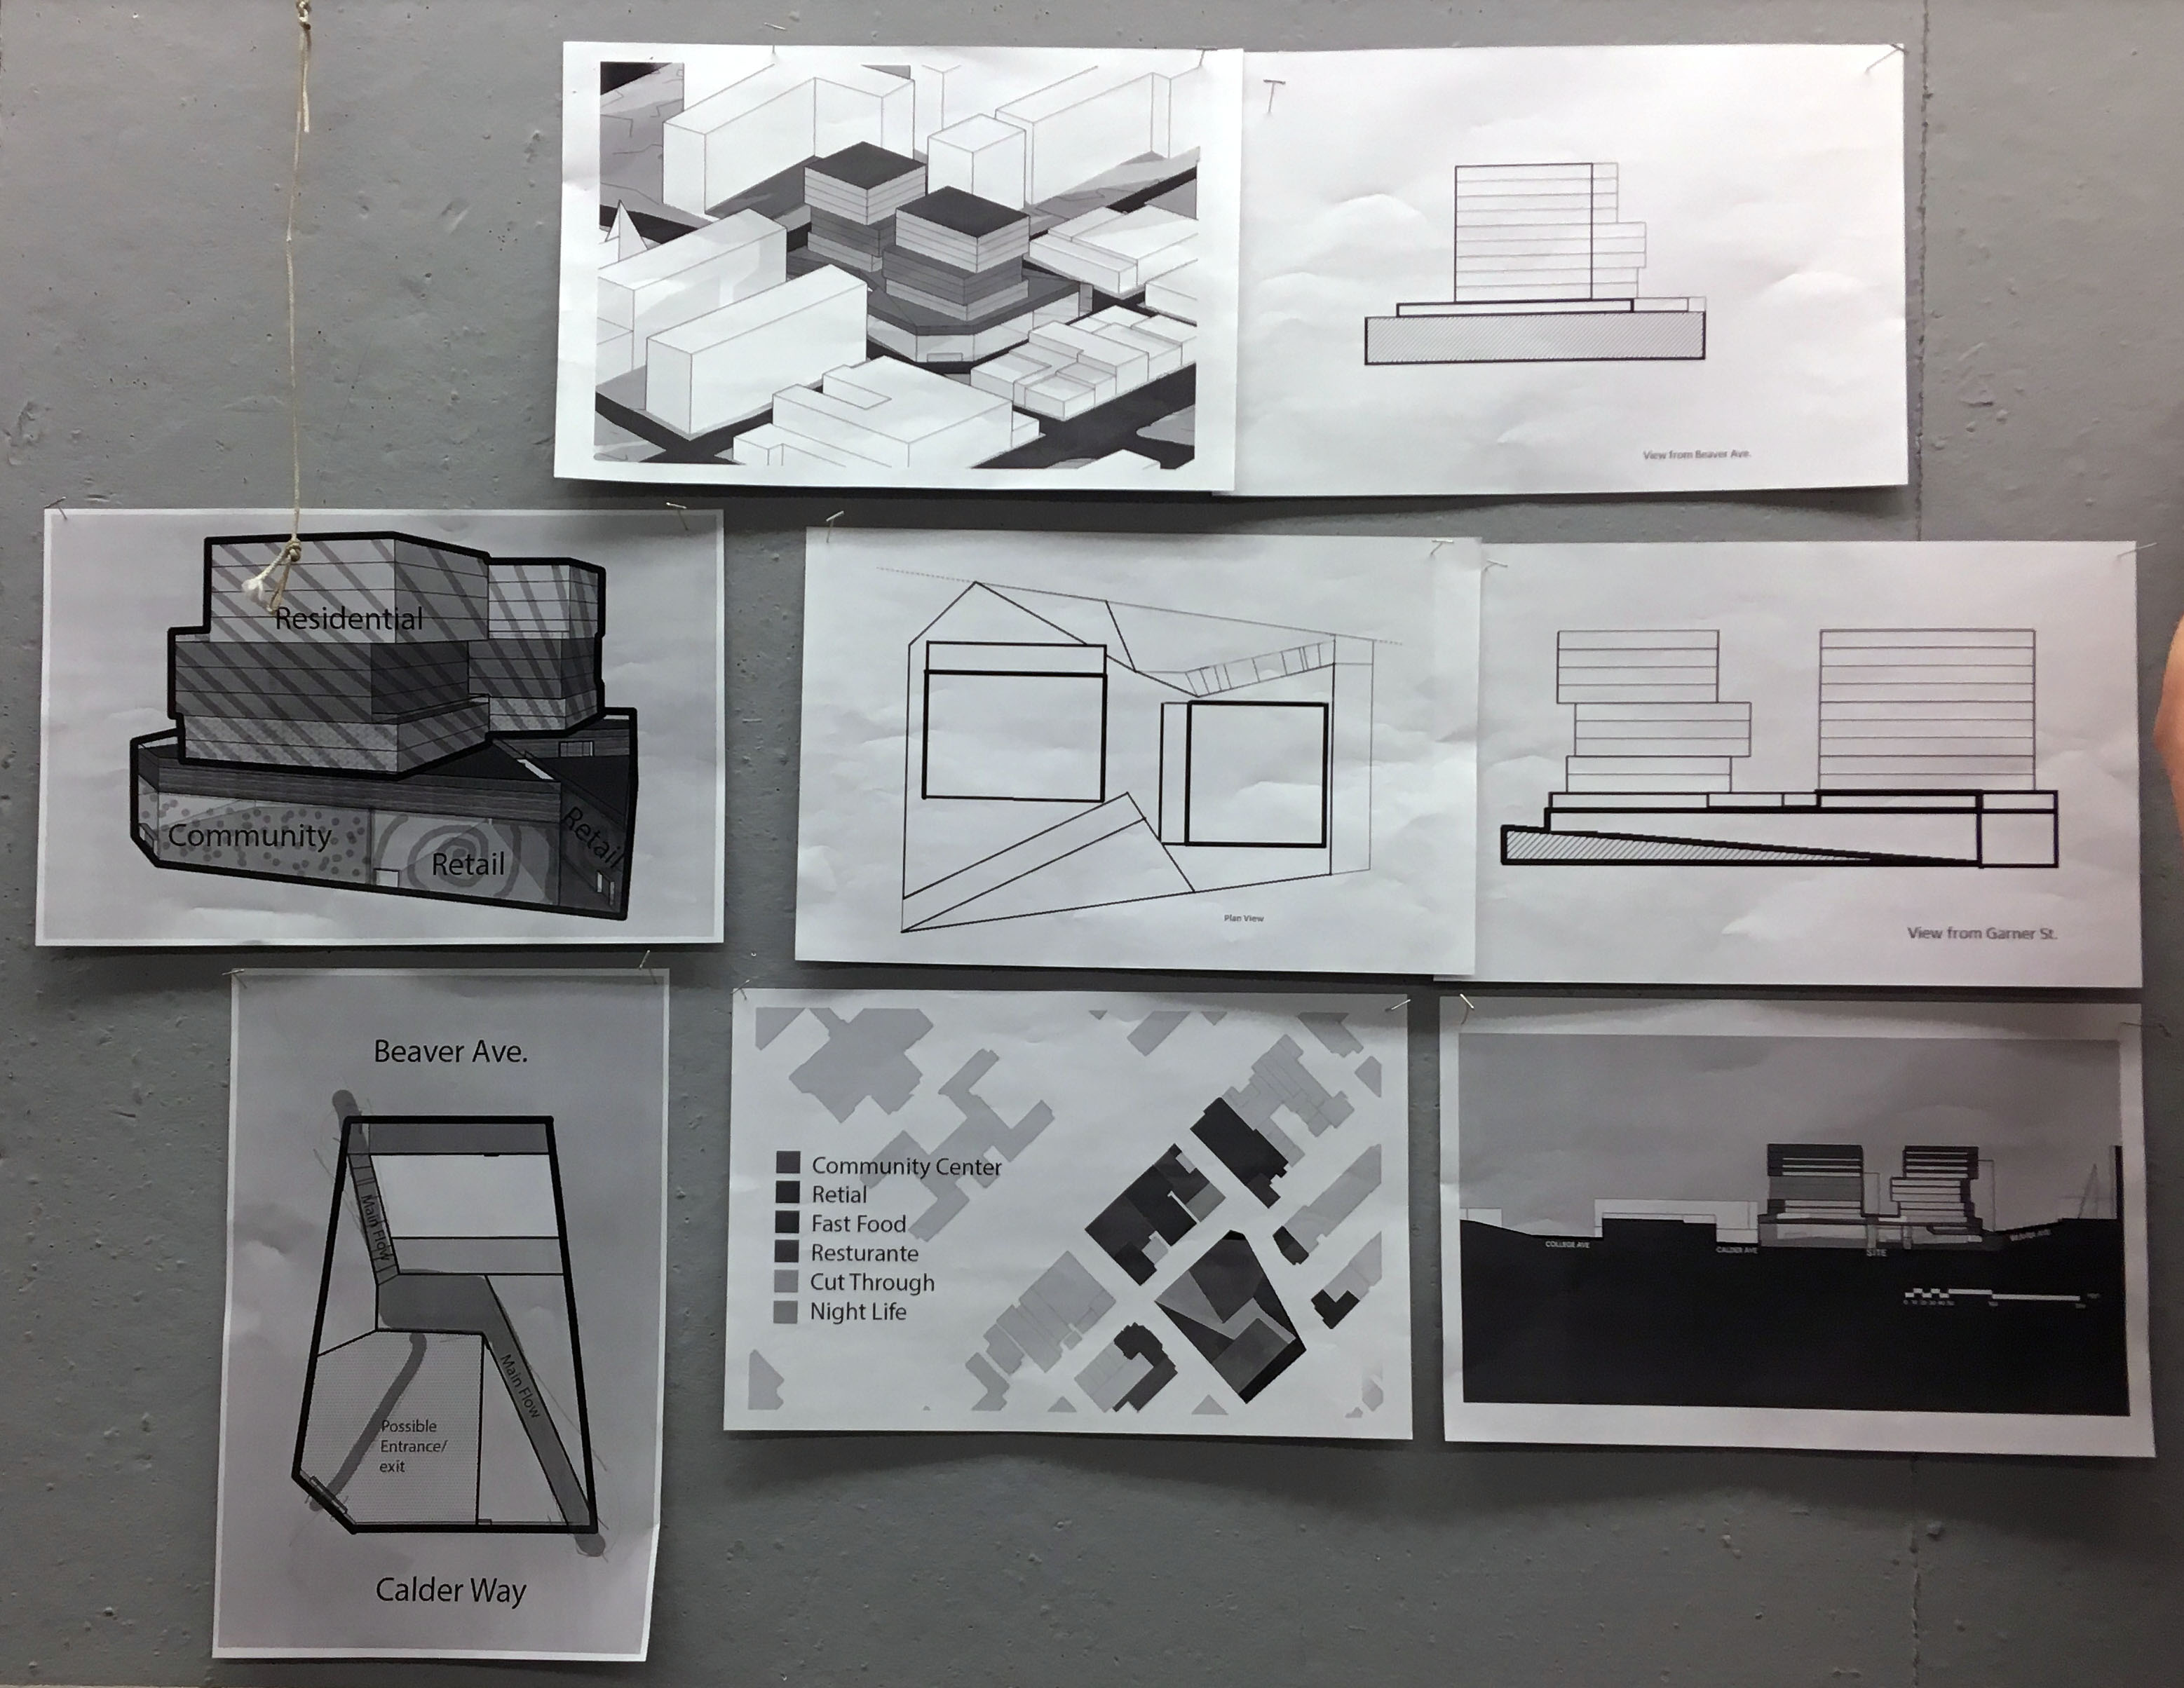 View from Beaver Ave.
Residential
Community
Retail
Retail
Plan View
View from Garner St.
Beaver Ave.
Main Flow
Main Flow
Possible
Entrance/
exit
Calder Way
Community Center
Retial
Fast Food
Resturante
Cut Through
Night Life
COLLEGE AVE
CALDER AVE
SITE
BEAVER AVE